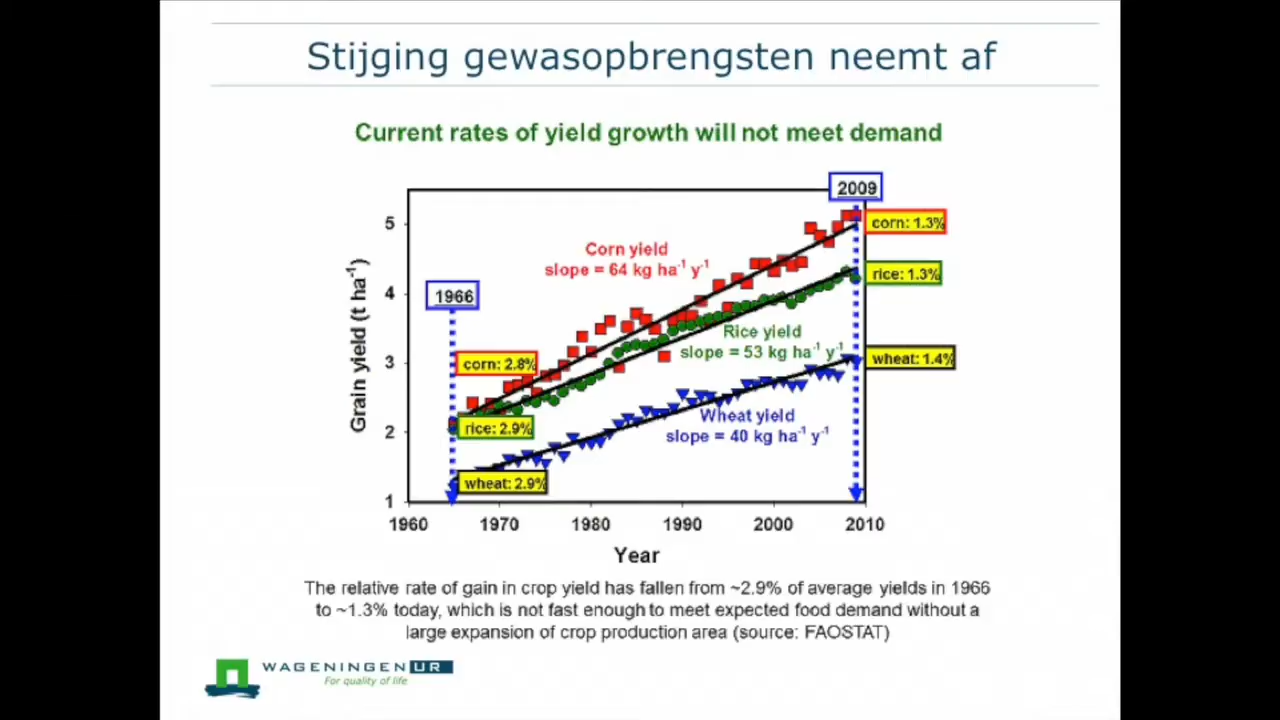 Stijging gewasopbrengsten neemt af
Current rates of yield growth will not meet demand
2009
5
corn: 1.3%
Corn yield
slope = 64 kg ha⁻¹ y⁻¹
rice: 1.3%
4
1966
Rice yield
slope = 53 kg ha⁻¹ y⁻¹
wheat: 1.4%
3
corn: 2.8%
Grain yield (t ha⁻¹)
Wheat yield
slope = 40 kg ha⁻¹ y⁻¹
2
rice: 2.9%
wheat: 2.9%
1
1960 1970 1980 1990 2000 2010
Year
The relative rate of gain in crop yield has fallen from ~2.9% of average yields in 1966
to ~1.3% today, which is not fast enough to meet expected food demand without a
large expansion of crop production area (source: FAOSTAT)
WAGENINGEN UR
For quality of life